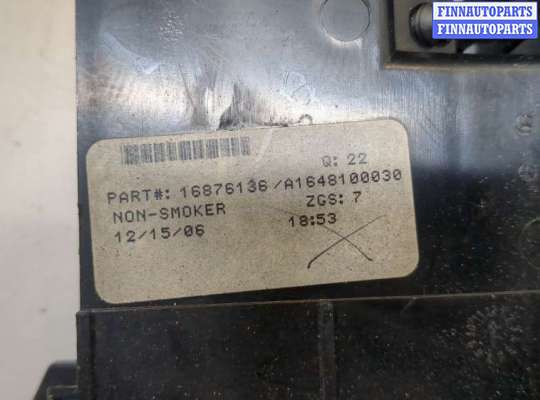 FINNAUTOPARTS
FINNAUTOPARTS
Q: 22
PART#: 16876136/A1648100030
NON-SMOKER ZGS: 7
12/15/06 18:53